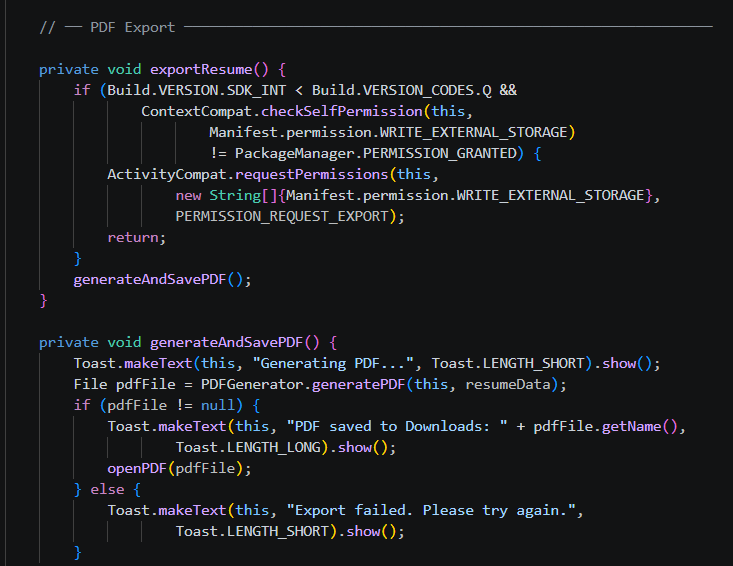 // ── PDF Export ──────────────────────────────────────────────────────────────
private void exportResume() {
if (Build.VERSION.SDK_INT < Build.VERSION_CODES.Q &&
ContextCompat.checkSelfPermission(this,
Manifest.permission.WRITE_EXTERNAL_STORAGE)
!= PackageManager.PERMISSION_GRANTED) {
ActivityCompat.requestPermissions(this,
new String[]{Manifest.permission.WRITE_EXTERNAL_STORAGE},
PERMISSION_REQUEST_EXPORT);
return;
}
generateAndSavePDF();
}
private void generateAndSavePDF() {
Toast.makeText(this, "Generating PDF...", Toast.LENGTH_SHORT).show();
File pdfFile = PDFGenerator.generatePDF(this, resumeData);
if (pdfFile != null) {
Toast.makeText(this, "PDF saved to Downloads: " + pdfFile.getName(),
Toast.LENGTH_LONG).show();
openPDF(pdfFile);
} else {
Toast.makeText(this, "Export failed. Please try again.",
Toast.LENGTH_SHORT).show();
}